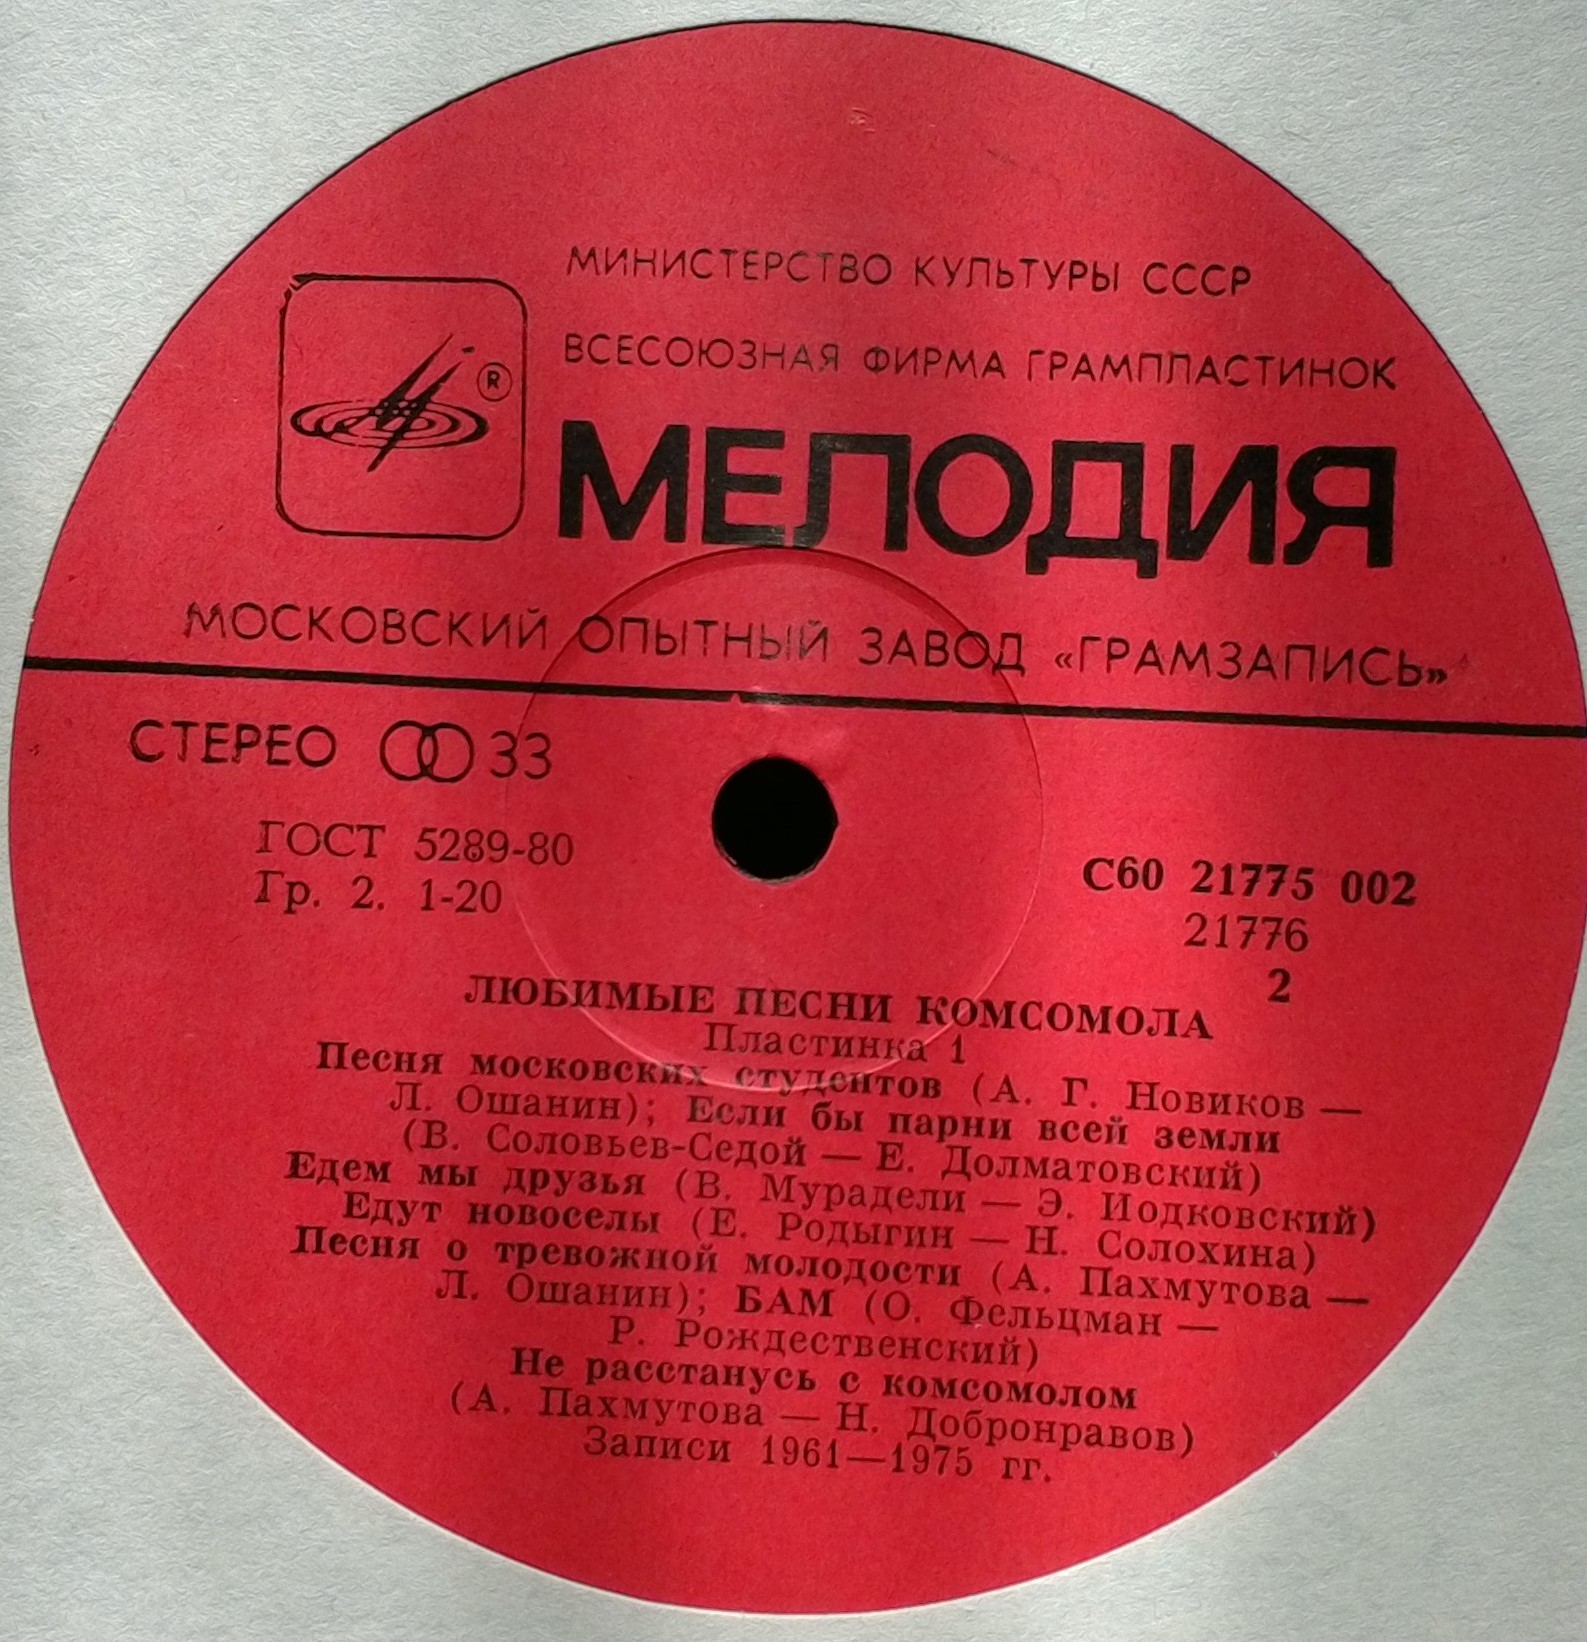 МИНИСТЕРСТВО КУЛЬТУРЫ СССР
ВСЕСОЮЗНАЯ ФИРМА ГРАМПЛАСТИНОК
®
МЕЛОДИЯ
МОСКОВСКИЙ ОПЫТНЫЙ ЗАВОД «ГРАМЗАПИСЬ»
СТЕРЕО 33
ГОСТ 5289-80
Гр. 2. 1-20
С60 21775 002
21776
2
ЛЮБИМЫЕ ПЕСНИ КОМСОМОЛА
Пластинка 1
Песня московских студентов (А. Г. Новиков —
Л. Ошанин); Если бы парни всей земли
(В. Соловьев-Седой — Е. Долматовский)
Едем мы друзья (В. Мурадели — Э. Иодковский)
Едут новоселы (Е. Родыгин — Н. Солохина)
Песня о тревожной молодости (А. Пахмутова —
Л. Ошанин); БАМ (О. Фельцман —
Р. Рождественский)
Не расстанусь с комсомолом
(А. Пахмутова — Н. Добронравов)
Записи 1961—1975 гг.